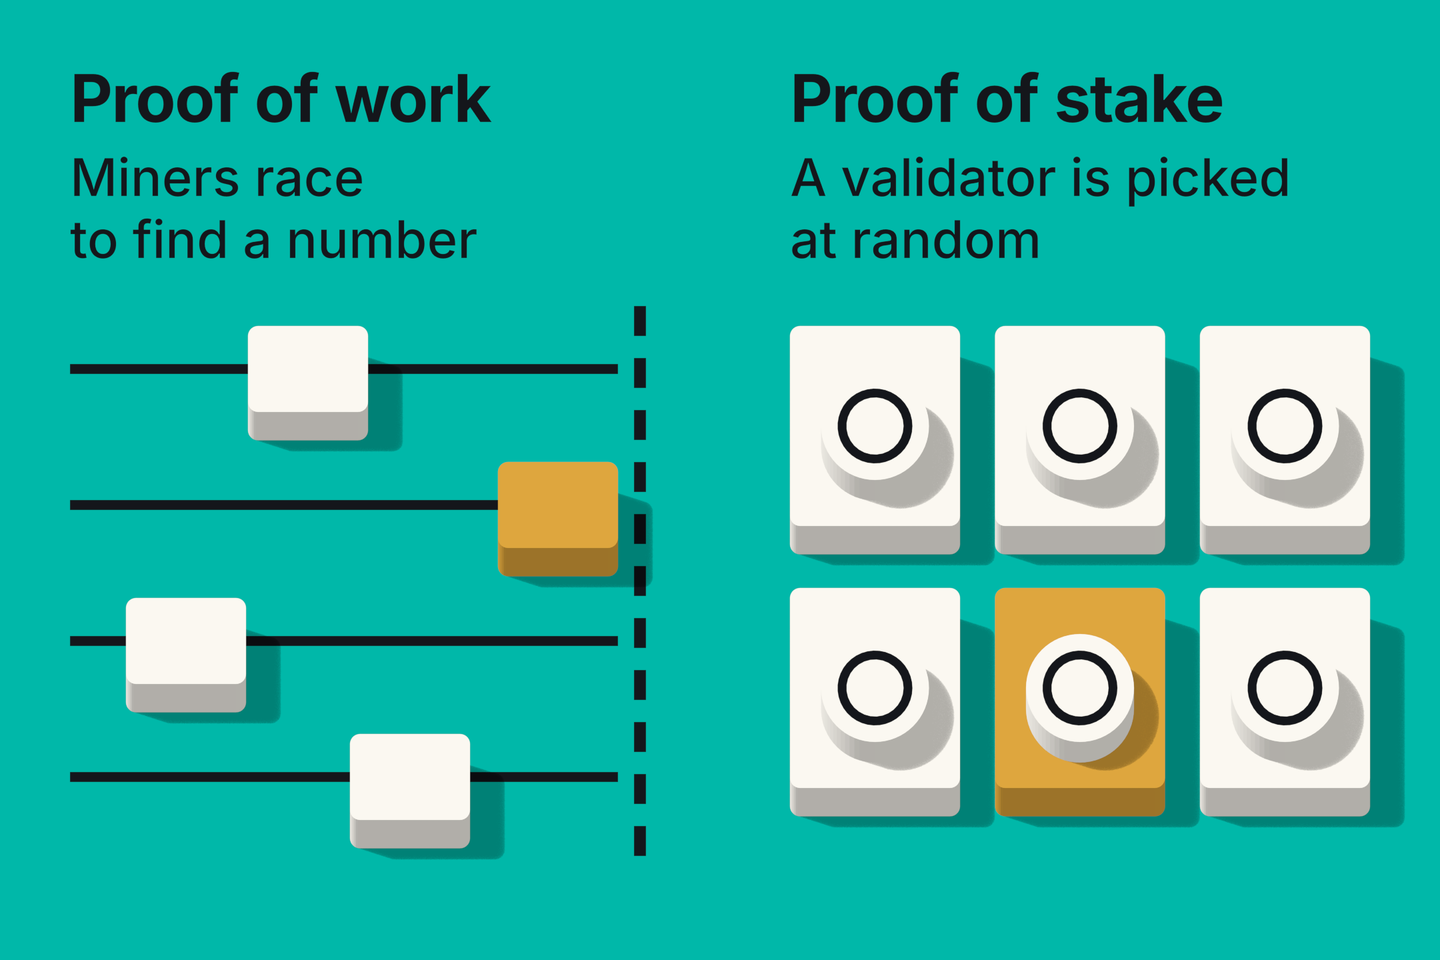 Proof of work
Miners race
to find a number
Proof of stake
A validator is picked
at random